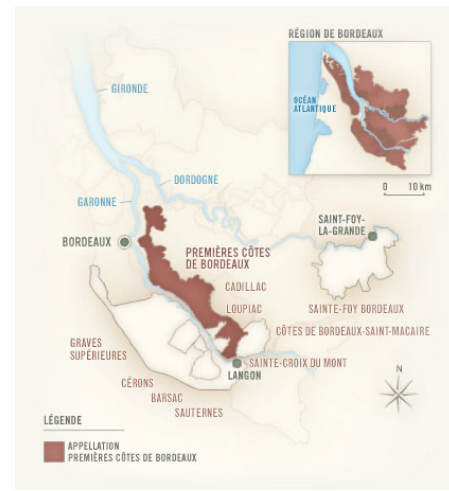 RÉGION DE BORDEAUX
OCÉAN
ATLANTIQUE
0 10 km
GIRONDE
DORDOGNE
GARONNE
BORDEAUX
SAINT-FOY-
LA-GRANDE
PREMIÈRES CÔTES
DE BORDEAUX
CADILLAC
LOUPIAC
SAINTE-FOY BORDEAUX
CÔTES DE BORDEAUX-SAINT-MACAIRE
GRAVES
SUPÉRIEURES
SAINTE-CROIX DU MONT
LANGON
CÉRONS
BARSAC
SAUTERNES
N
LÉGENDE
APPELLATION
PREMIÈRES CÔTES DE BORDEAUX